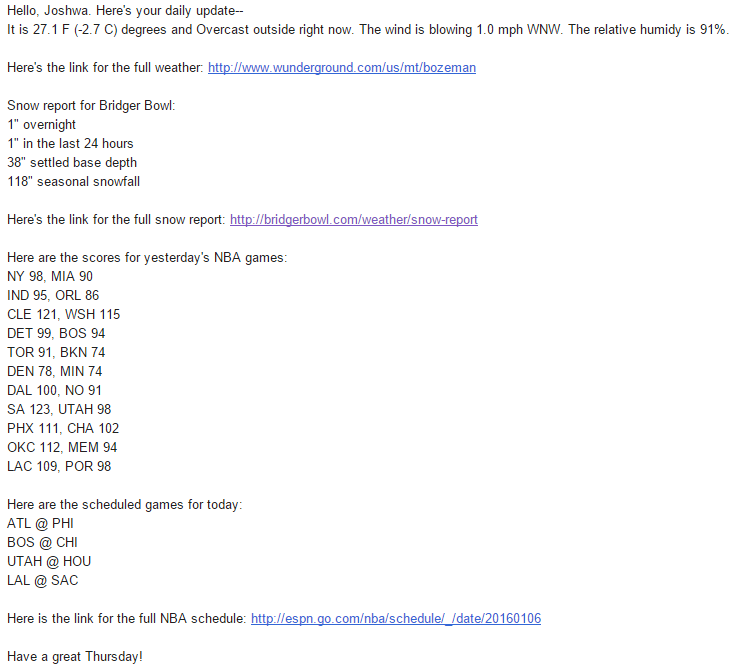 Hello, Joshwa. Here's your daily update--
It is 27.1 F (-2.7 C) degrees and Overcast outside right now. The wind is blowing 1.0 mph WNW. The relative humidy is 91%.
Here's the link for the full weather: http://www.wunderground.com/us/mt/bozeman
Snow report for Bridger Bowl:
1" overnight
1" in the last 24 hours
38" settled base depth
118" seasonal snowfall
Here's the link for the full snow report: http://bridgerbowl.com/weather/snow-report
Here are the scores for yesterday's NBA games:
NY 98, MIA 90
IND 95, ORL 86
CLE 121, WSH 115
DET 99, BOS 94
TOR 91, BKN 74
DEN 78, MIN 74
DAL 100, NO 91
SA 123, UTAH 98
PHX 111, CHA 102
OKC 112, MEM 94
LAC 109, POR 98
Here are the scheduled games for today:
ATL @ PHI
BOS @ CHI
UTAH @ HOU
LAL @ SAC
Here is the link for the full NBA schedule: http://espn.go.com/nba/schedule/_/date/20160106
Have a great Thursday!